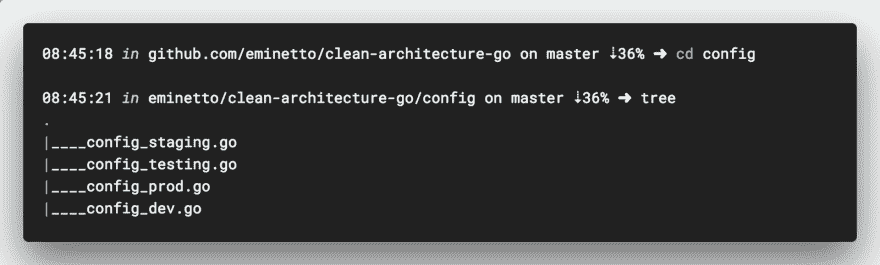 08:45:18 in github.com/eminetto/clean-architecture-go on master ⇣36% ➜ cd config
08:45:21 in eminetto/clean-architecture-go/config on master ⇣36% ➜ tree
.
|____config_staging.go
|____config_testing.go
|____config_prod.go
|____config_dev.go